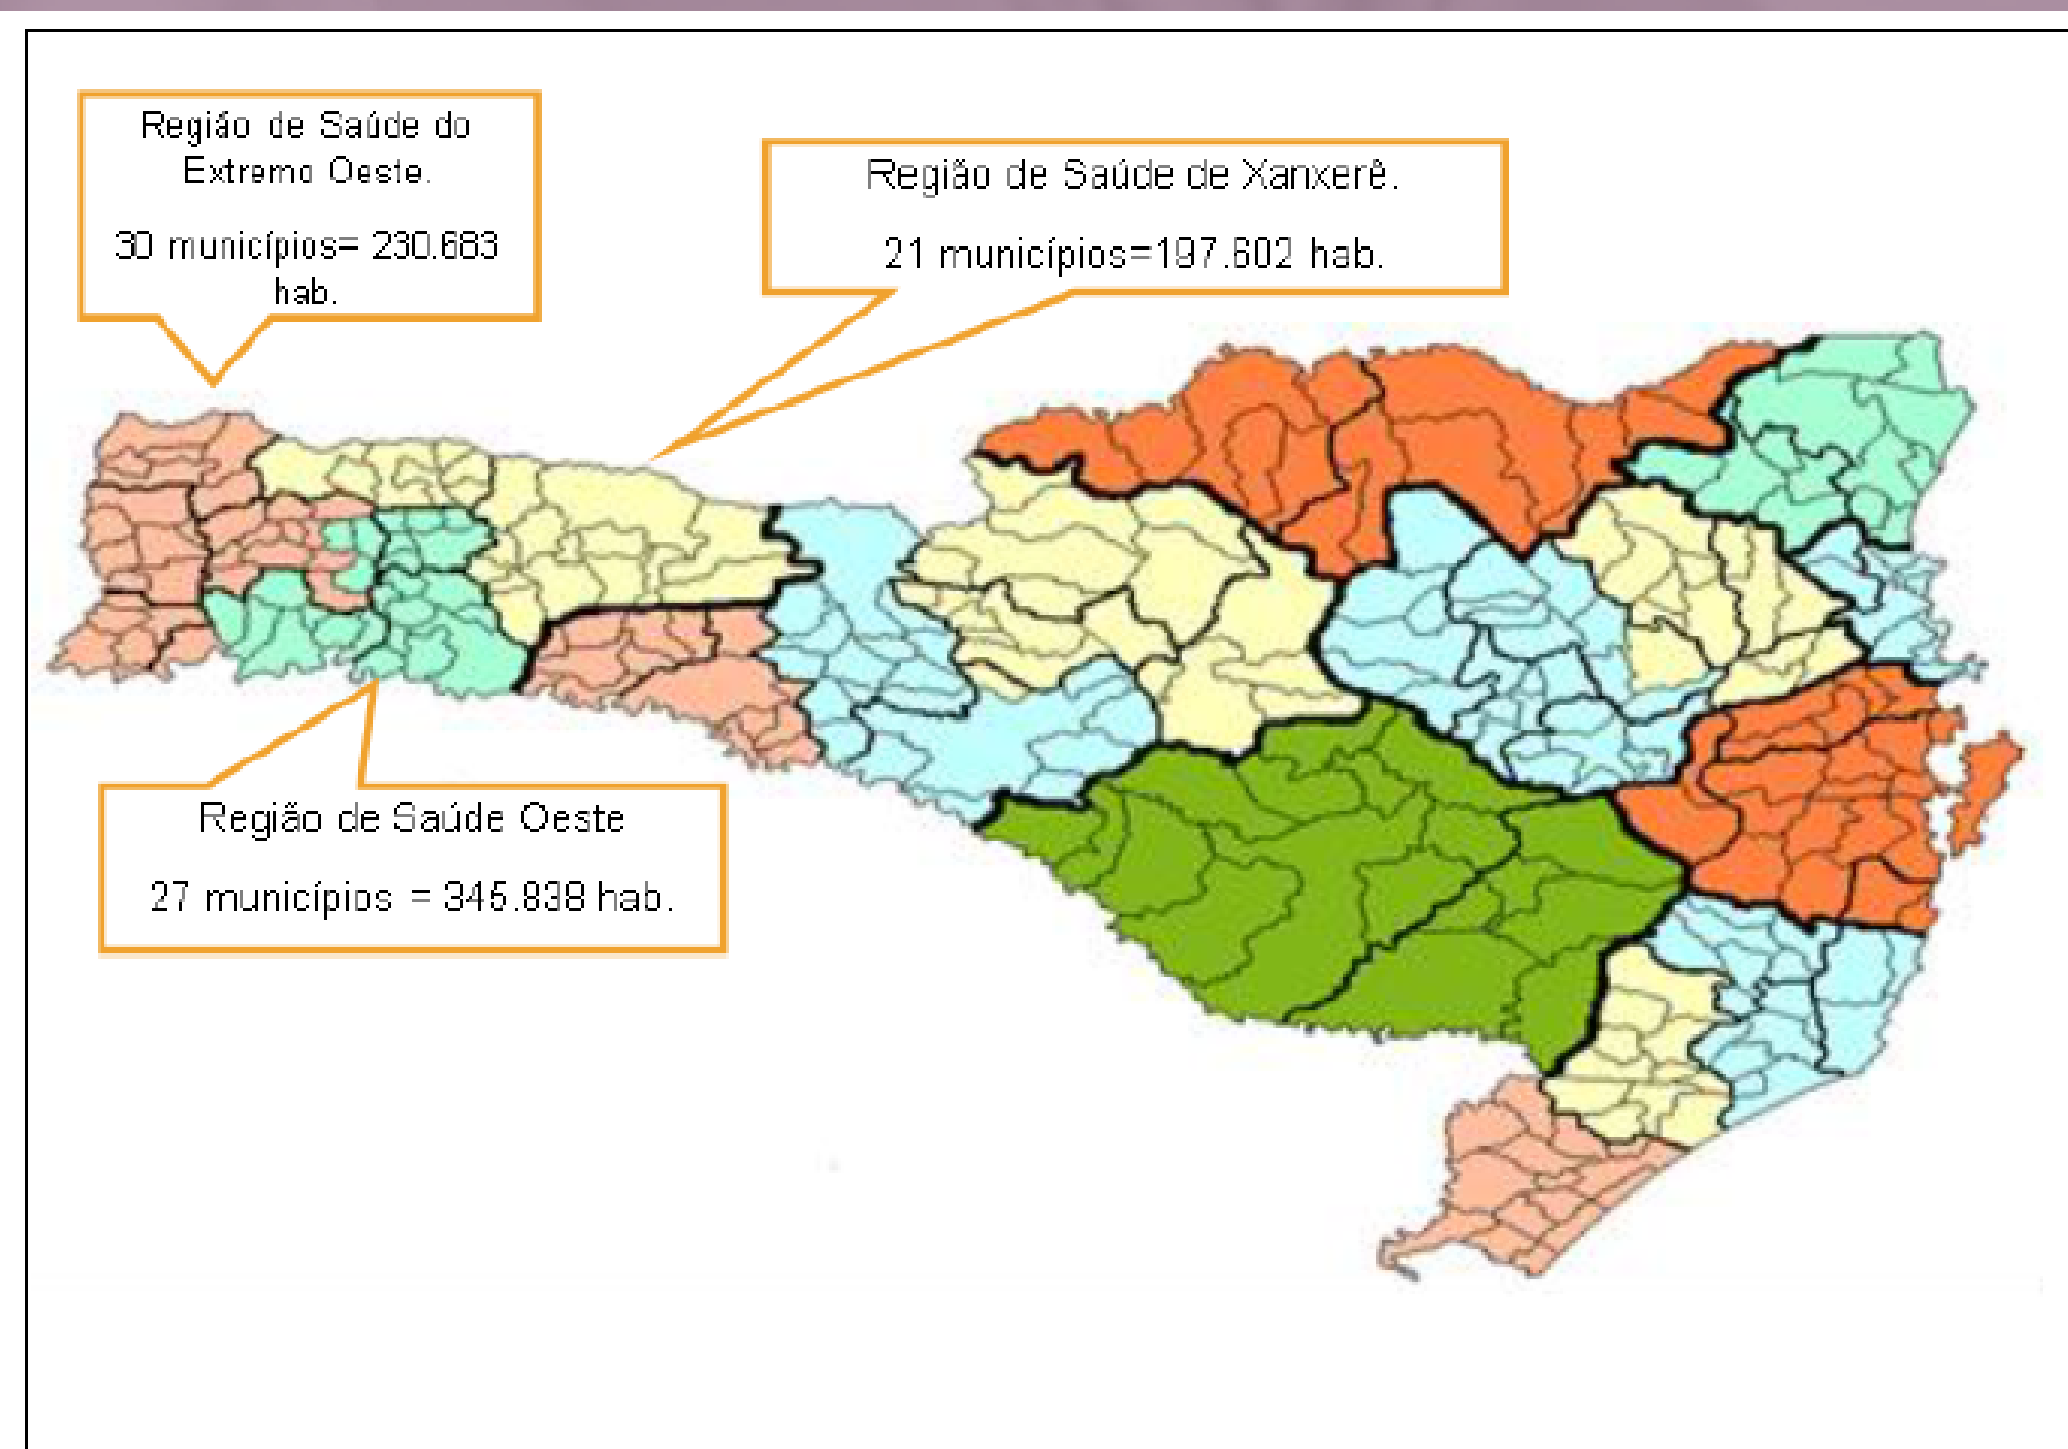 Região de Saúde do
Extremo Oeste.
30 municípios= 230.683
hab.
Região de Saúde de Xanxerê.
21 municípios=197.602 hab.
Região de Saúde Oeste
27 municípios = 345.838 hab.